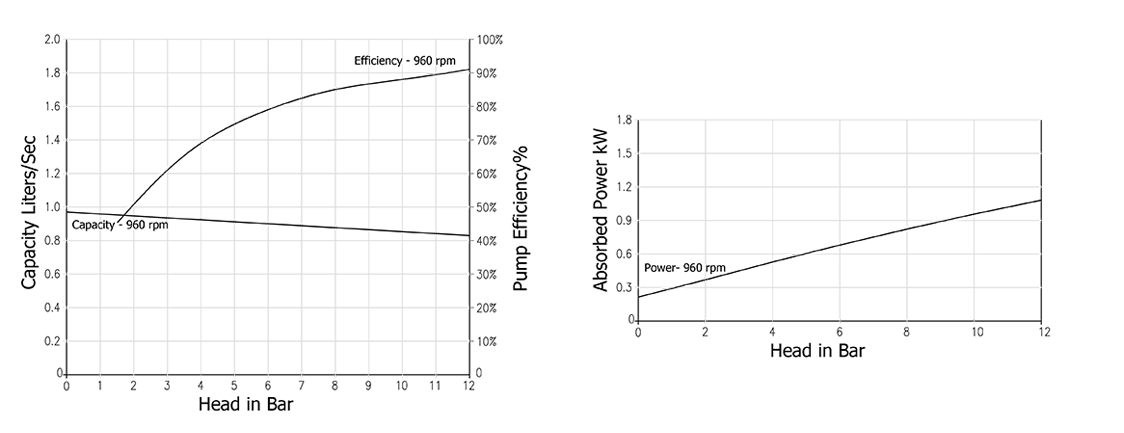 2.0
1.8
1.6
1.4
1.2
1.0
0.8
0.6
0.4
0.2
0
Capacity Liters/Sec
100%
90%
80%
70%
60%
50%
40%
30%
20%
10%
0
Pump Efficiency%
Efficiency - 960 rpm
Capacity - 960 rpm
0 1 2 3 4 5 6 7 8 9 10 11 12
Head in Bar
1.8
1.5
1.2
0.9
0.6
0.3
0
Absorbed Power kW
Power- 960 rpm
0 2 4 6 8 10 12
Head in Bar